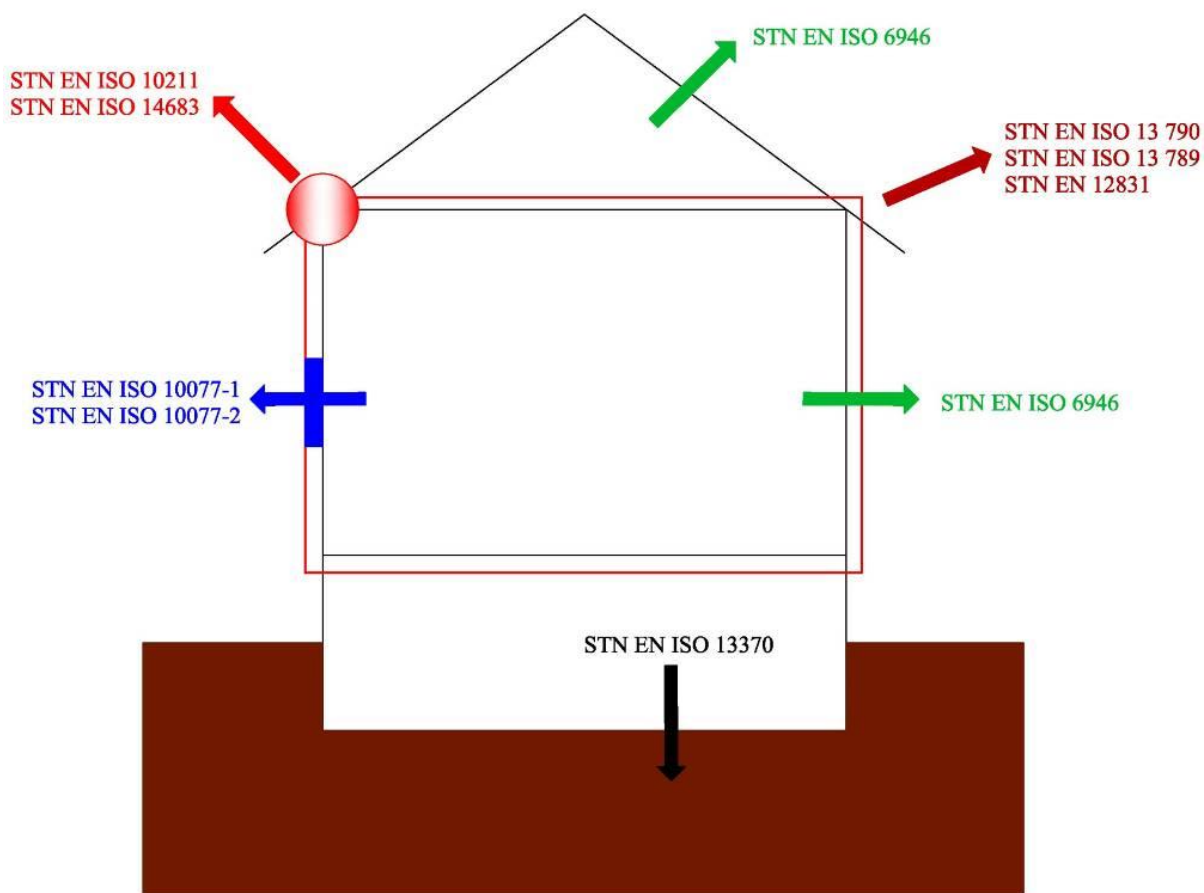 STN EN ISO 6946
STN EN ISO 10211
STN EN ISO 14683
STN EN ISO 13 790
STN EN ISO 13 789
STN EN 12831
STN EN ISO 10077-1
STN EN ISO 10077-2
STN EN ISO 6946
STN EN ISO 13370